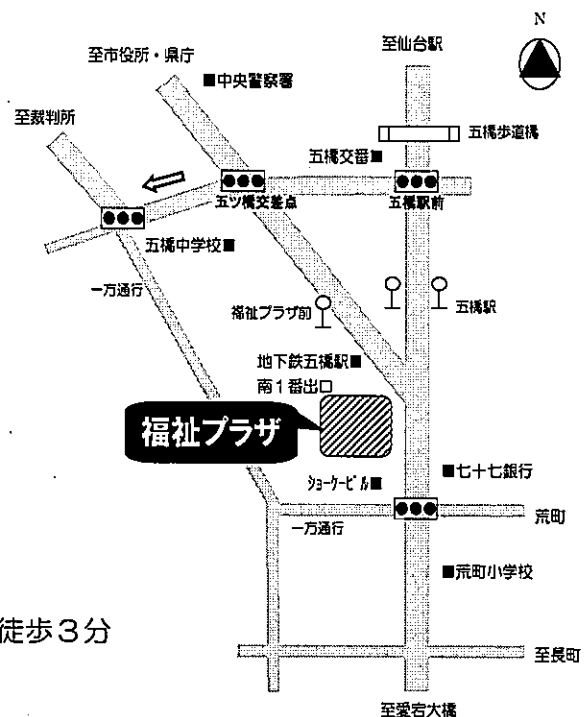 N
至仙台駅
至市役所・県庁
■中央警察署
至裁判所
五橋歩道橋
五橋交番■
五ツ橋交差点
五橋駅前
五橋中学校■
一方通行
福祉プラザ前
五橋駅
地下鉄五橋駅■
南1番出口
福祉プラザ
■七十七銀行
ショーケービル■
一方通行
荒町
■荒町小学校
徒歩3分
至長町
至愛宕大橋